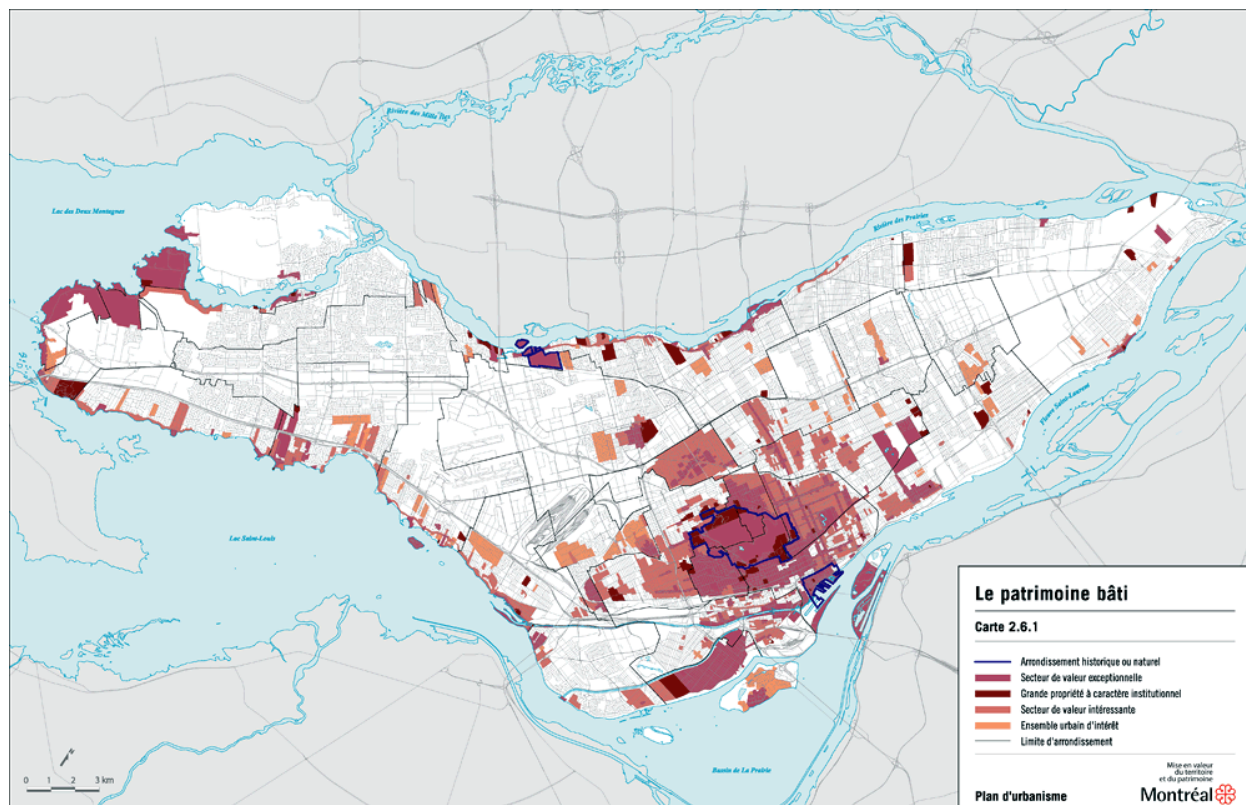 Rivière des Mille Îles
Lac des Deux Montagnes
Rivière des Prairies
Fleuve Saint-Laurent
Lac Saint-Louis
Bassin de La Prairie
N
0 1 2 3 km
Le patrimoine bâti
Carte 2.6.1
Arrondissement historique ou naturel
Secteur de valeur exceptionnelle
Grande propriété à caractère institutionnel
Secteur de valeur intéressante
Ensemble urbain d'intérêt
Limite d'arrondissement
Mise en valeur
du territoire
et du patrimoine
Plan d'urbanisme
Montréal